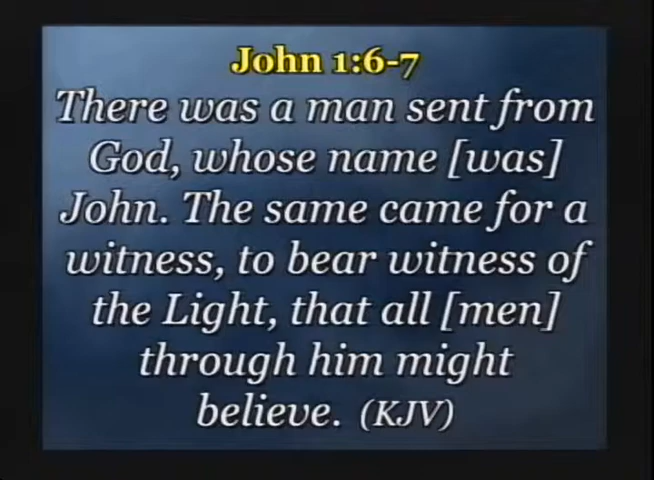 John 1:6-7
There was a man sent from
God, whose name [was]
John. The same came for a
witness, to bear witness of
the Light, that all [men]
through him might
believe. (KJV)